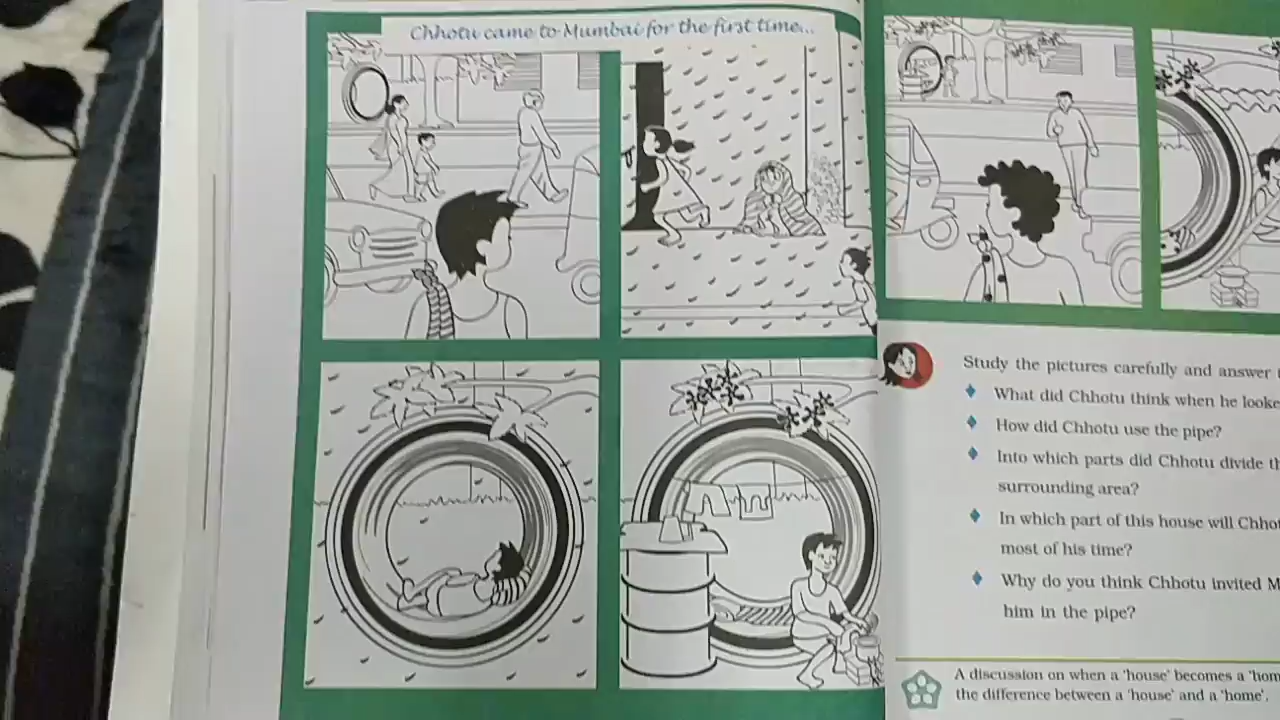 Chhotu came to Mumbai for the first time...
Study the pictures carefully and answer
What did Chhotu think when he looke
How did Chhotu use the pipe?
Into which parts did Chhotu divide th
surrounding area?
In which part of this house will Chho
most of his time?
Why do you think Chhotu invited M
him in the pipe?
A discussion on when a 'house' becomes a 'hom
the difference between a 'house' and a 'home'.